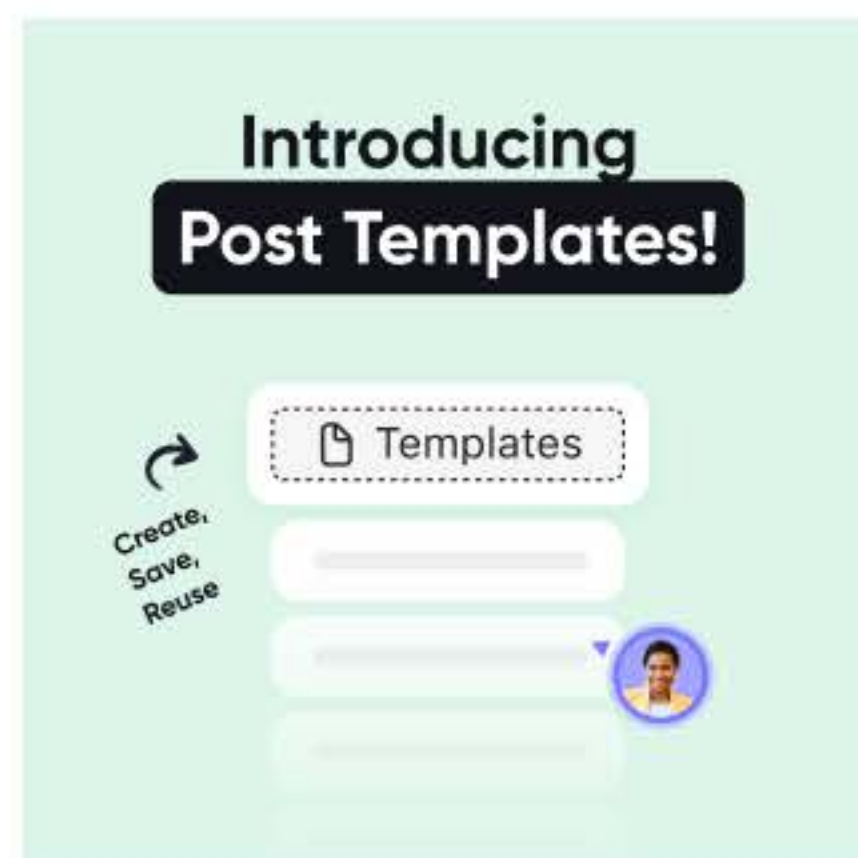 Introducing
Post Templates!
Templates
Create,
Save,
Reuse